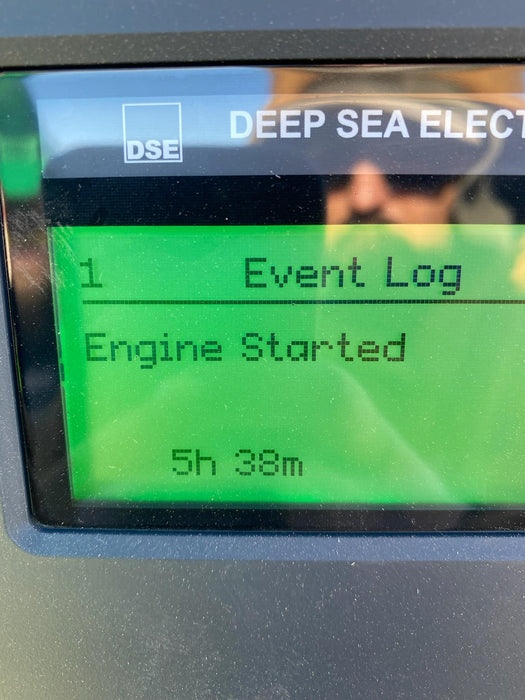 DSE
DEEP SEA ELECT
1 Event Log
Engine Started
5h 38m